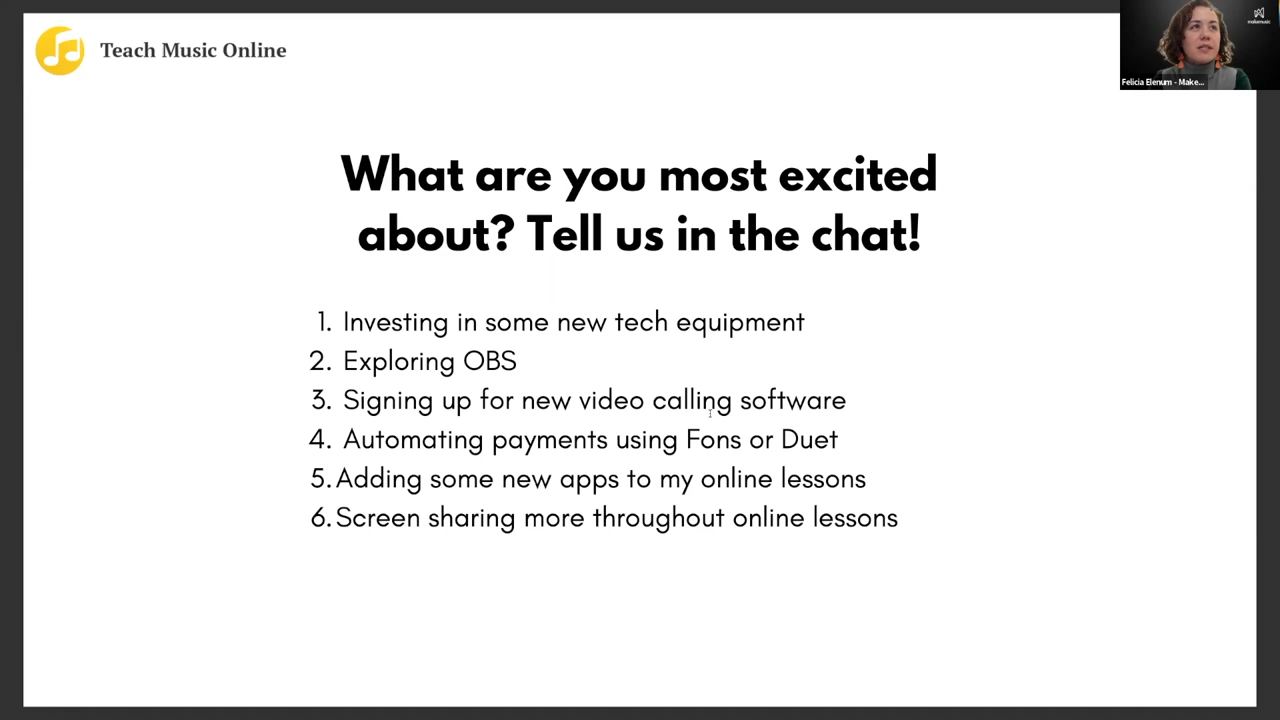 Teach Music Online
makemusic
Felicia Elenum - Make...
What are you most excited
about? Tell us in the chat!
1. Investing in some new tech equipment
2. Exploring OBS
3. Signing up for new video calling software
4. Automating payments using Fons or Duet
5. Adding some new apps to my online lessons
6. Screen sharing more throughout online lessons